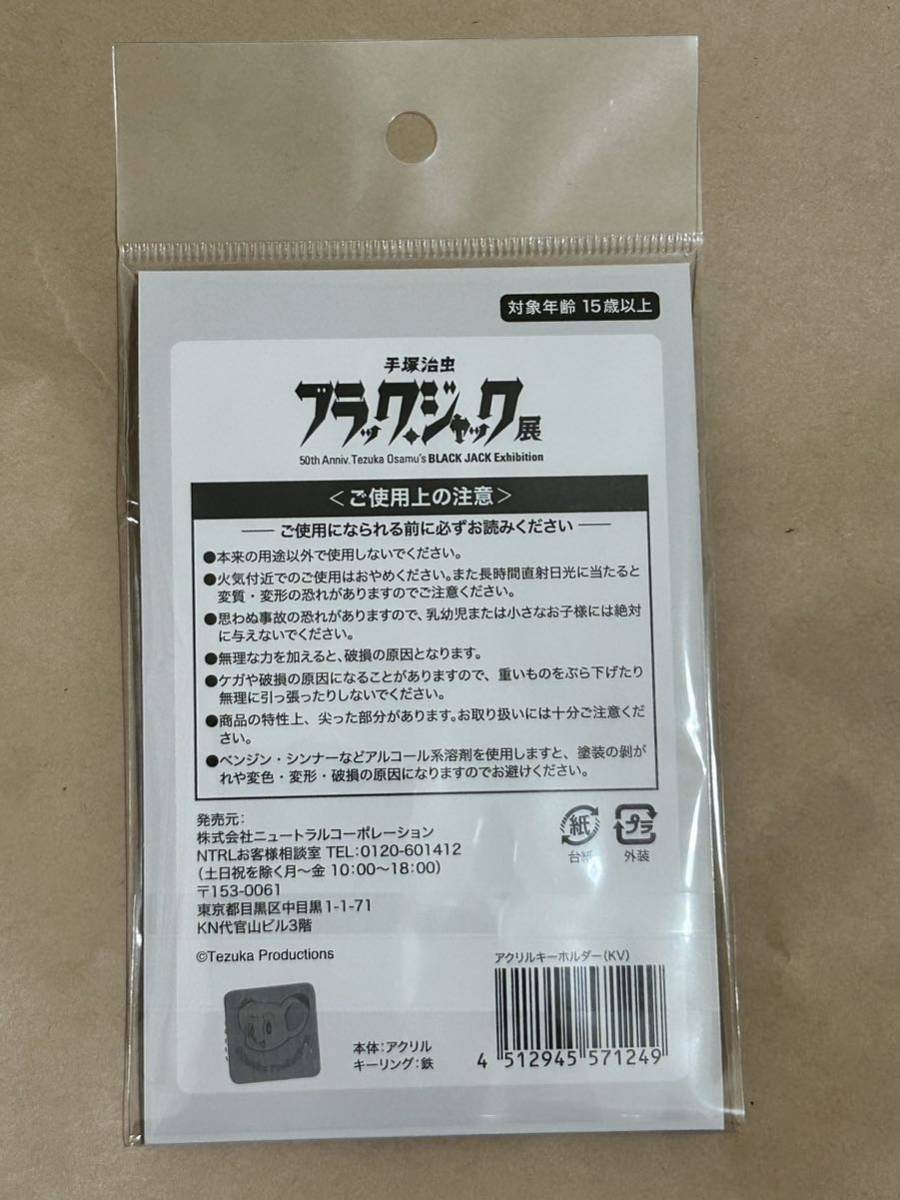 対象年齢 15歳以上
手塚治虫
ブラック・ジャック展
50th Anniv. Tezuka Osamu's BLACK JACK Exhibition
＜ご使用上の注意＞
── ご使用になられる前に必ずお読みください ──
●本来の用途以外で使用しないでください。
●火気付近でのご使用はおやめください。また長時間直射日光に当たると
変質・変形の恐れがありますのでご注意ください。
●思わぬ事故の恐れがありますので、乳幼児または小さなお子様には絶対
に与えないでください。
●無理な力を加えると、破損の原因となります。
●ケガや破損の原因になることがありますので、重いものをぶら下げたり
無理に引っ張ったりしないでください。
●商品の特性上、尖った部分があります。お取り扱いには十分ご注意くだ
さい。
●ベンジン・シンナーなどアルコール系溶剤を使用しますと、塗装の剝が
れや変色・変形・破損の原因になりますのでお避けください。
発売元：
株式会社ニュートラルコーポレーション
NTRLお客様相談室 TEL：0120-601412
（土日祝を除く月～金 10：00～18：00）
〒153-0061
東京都目黒区中目黒1-1-71
KN代官山ビル3階
紙
台紙
プラ
外装
©Tezuka Productions
アクリルキーホルダー（KV）
本体：アクリル
キーリング：鉄
4 512945 571249